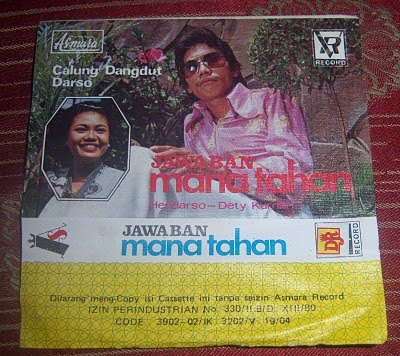 Asmara
VR
RECORD
Calung Dangdut
Darso
JAWABAN
mana tahan
Hendarso - Dety
JAWABAN
mana tahan
RECORD
Dilarang meng-Copy isi Cassette ini tanpa seizin Asmara Record
IZIN PERINDUSTRIAN No. 330/II.B/D. XIII/80
CODE 3902-02/IK. 3202/V. 19/04